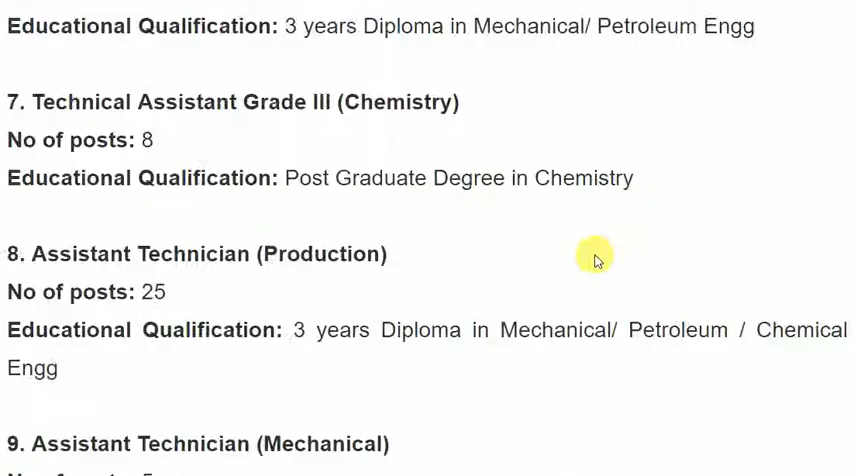 Educational Qualification: 3 years Diploma in Mechanical/ Petroleum Engg
7. Technical Assistant Grade III (Chemistry)
No of posts: 8
Educational Qualification: Post Graduate Degree in Chemistry
8. Assistant Technician (Production)
No of posts: 25
Educational Qualification: 3 years Diploma in Mechanical/ Petroleum / Chemical
Engg
9. Assistant Technician (Mechanical)